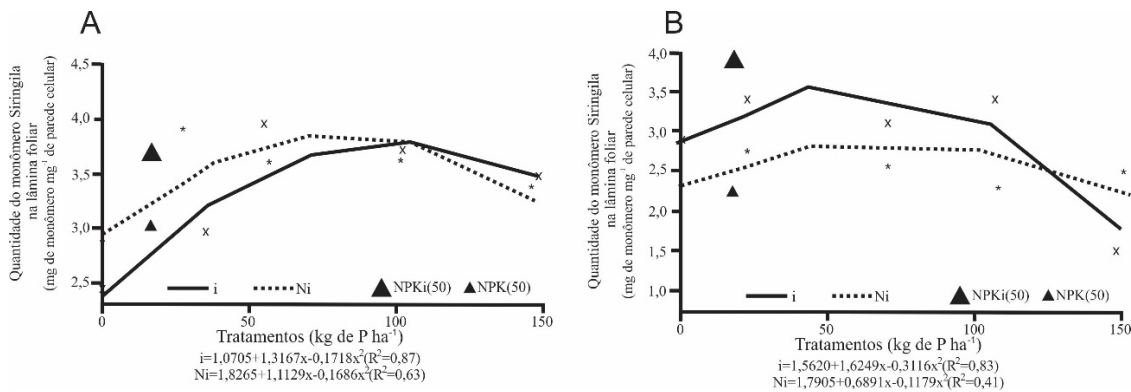 A
Quantidade do monômero Siringila
na lâmina foliar
(mg de monômero mg-1 de parede celular)
4,5
4,0
3,5
3,0
2,5
i
Ni
NPKi(50)
NPK(50)
0
50
100
150
Tratamentos (kg de P ha-1)
i=1,0705+1,3167x-0,1718x2(R2=0,87)
Ni=1,8265+1,1129x-0,1686x2(R2=0,63)
B
Quantidade do monômero Siringila
na lâmina foliar
(mg de monômero mg-1 de parede celular)
4,0
3,5
3,0
2,5
2,0
1,5
1,0
i
Ni
NPKi(50)
NPK(50)
0
50
100
150
Tratamentos (kg de P ha-1)
i=1,5620+1,6249x-0,3116x2(R2=0,83)
Ni=1,7905+0,6891x-0,1179x2(R2=0,41)